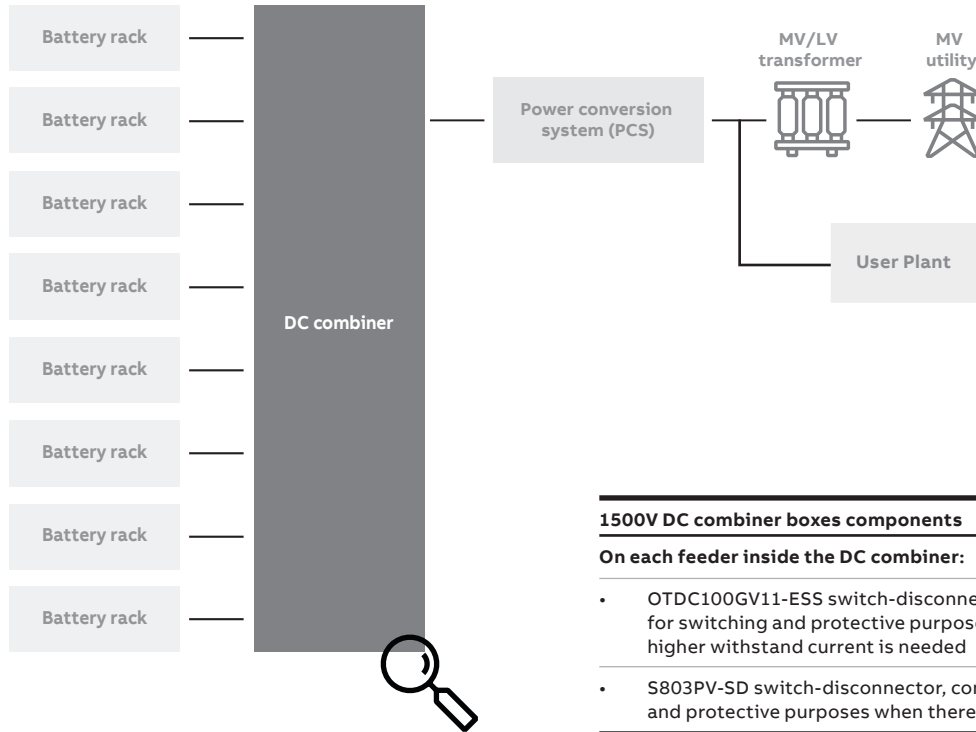 Battery rack
Battery rack
Battery rack
Battery rack
Battery rack
Battery rack
Battery rack
Battery rack
DC combiner
Power conversion
system (PCS)
MV/LV
transformer
MV
utility
User Plant
1500V DC combiner boxes components
On each feeder inside the DC combiner:
• OTDC100GV11-ESS switch-disconne
for switching and protective purpose
higher withstand current is needed
• S803PV-SD switch-disconnector, con
and protective purposes when there